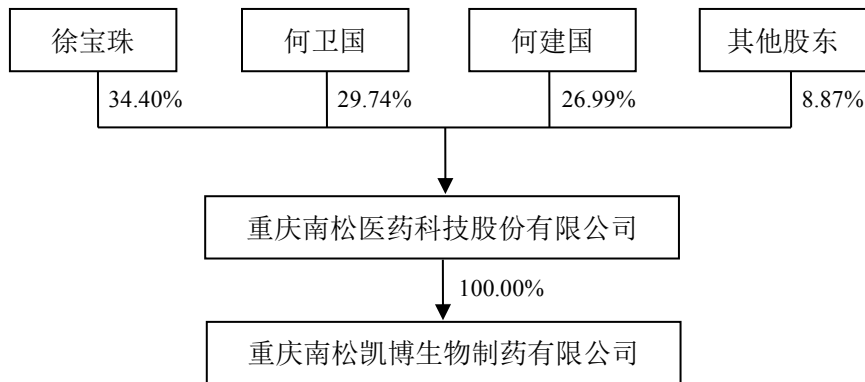 徐宝珠
何卫国
何建国
其他股东
34.40%
29.74%
26.99%
8.87%
重庆南松医药科技股份有限公司
100.00%
重庆南松凯博生物制药有限公司